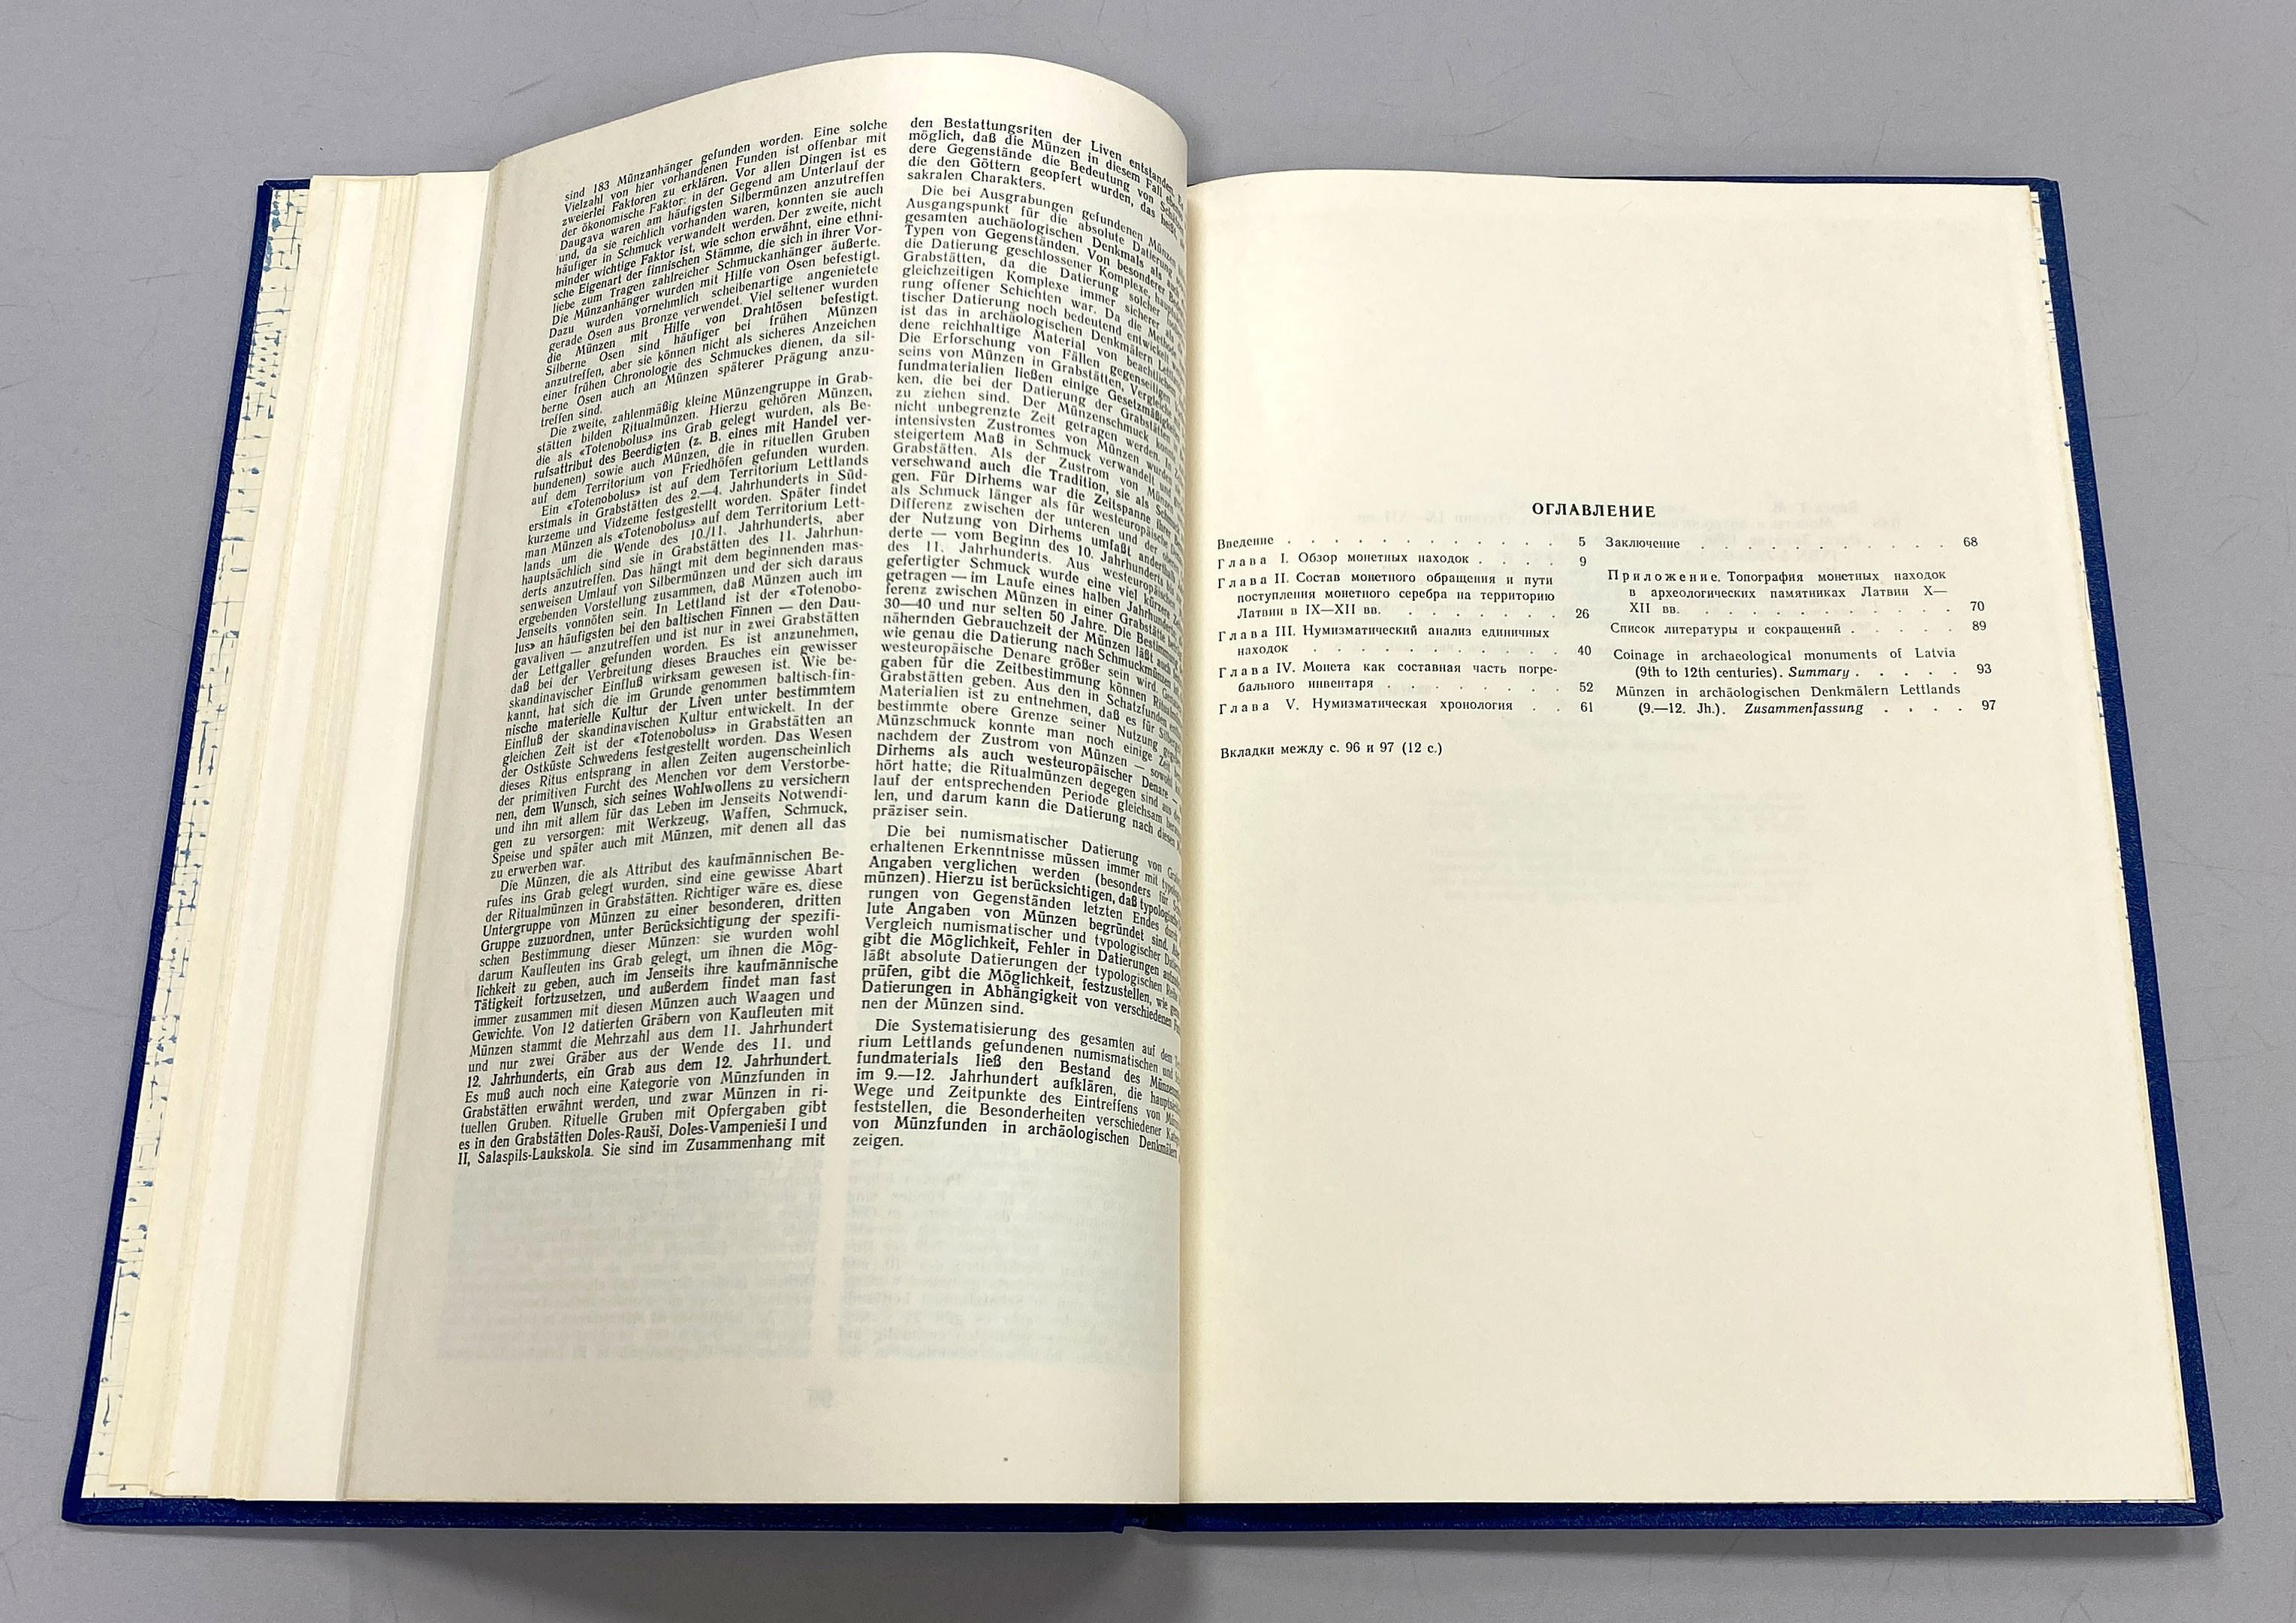 sind 183 Münzanhänger gefunden worden. Eine solche
Vielzahl von hier vorhandenen Funden ist offenbar mit
zweierlei Faktoren zu erklären. Vor allen Dingen ist es
der ökonomische Faktor: in der Gegend am Unterlauf der
Daugava waren am häufigsten Silbermünzen anzutreffen
und, da sie reichlich vorhanden waren, konnten sie auch
häufiger in Schmuck verwandelt werden. Der zweite, nicht
minder wichtige Faktor ist, wie schon erwähnt, eine ethni-
sche Eigenart der finnischen Stämme, die sich in ihrer Vor-
liebe zum Tragen zahlreicher Schmuckanhänger äußerte.
Die Münzanhänger wurden mit Hilfe von Ösen befestigt.
Dazu wurden vornehmlich scheibenartige angenietete
gerade Ösen aus Bronze verwendet. Viel seltener wurden
die Münzen mit Hilfe von Drahtösen befestigt.
Silberne Ösen sind häufiger bei frühen Münzen
anzutreffen, aber sie können nicht als sicheres Anzeichen
einer frühen Chronologie des Schmuckes dienen, da sil-
berne Ösen auch an Münzen späterer Prägung anzu-
treffen sind.
Die zweite, zahlenmäßig kleine Münzengruppe in Grab-
stätten bilden Ritualmünzen. Hierzu gehören Münzen,
die als «Totenobolus» ins Grab gelegt wurden, als Be-
rufsattribut des Beerdigten (z. B. eines mit Handel ver-
bundenen) sowie auch Münzen, die in rituellen Gruben
auf dem Territorium von Friedhöfen gefunden wurden.
Ein «Totenobolus» ist auf dem Territorium Lettlands
erstmals in Grabstätten des 2.—4. Jahrhunderts in Süd-
kurzeme und Vidzeme festgestellt worden. Später findet
man Münzen als «Totenobolus» auf dem Territorium Lett-
lands um die Wende des 10./11. Jahrhunderts, aber
hauptsächlich sind sie in Grabstätten des 11. Jahrhun-
derts anzutreffen. Das hängt mit dem beginnenden mas-
senweisen Umlauf von Silbermünzen und der sich daraus
ergebenden Vorstellung zusammen, daß Münzen auch im
Jenseits vonnöten sein. In Lettland ist der «Totenobo-
lus» an häufigsten bei den baltischen Finnen — den Dau-
gavaliven — anzutreffen und ist nur in zwei Grabstätten
der Lettgaller gefunden worden. Es ist anzunehmen,
daß bei der Verbreitung dieses Brauches ein gewisser
skandinavischer Einfluß wirksam gewesen ist. Wie be-
kannt, hat sich die im Grunde genommen baltisch-fin-
nische materielle Kultur der Liven unter bestimmtem
Einfluß der skandinavischen Kultur entwickelt. In der
gleichen Zeit ist der «Totenobolus» in Grabstätten an
der Ostküste Schwedens festgestellt worden. Das Wesen
dieses Ritus entsprang in allen Zeiten augenscheinlich
der primitiven Furcht des Menchen vor dem Verstorbe-
nen, dem Wunsch, sich seines Wohlwollens zu versichern
und ihn mit allem für das Leben im Jenseits Notwendi-
gen zu versorgen: mit Werkzeug, Waffen, Schmuck,
Speise und später auch mit Münzen, mit denen all das
zu erwerben war.
Die Münzen, die als Attribut des kaufmännischen Be-
rufes ins Grab gelegt wurden, sind eine gewisse Abart
der Ritualmünzen in Grabstätten. Richtiger wäre es, diese
Untergruppe von Münzen zu einer besonderen, dritten
Gruppe zuzuordnen, unter Berücksichtigung der spezifi-
schen Bestimmung dieser Münzen: sie wurden wohl
darum Kaufleuten ins Grab gelegt, um ihnen die Mög-
lichkeit zu geben, auch im Jenseits ihre kaufmännische
Tätigkeit fortzusetzen, und außerdem findet man fast
immer zusammen mit diesen Münzen auch Waagen und
Gewichte. Von 12 datierten Gräbern von Kaufleuten mit
Münzen stammt die Mehrzahl aus dem 11. Jahrhundert
und nur zwei Gräber aus der Wende des 11. und
12. Jahrhunderts, ein Grab aus dem 12. Jahrhundert.
Es muß auch noch eine Kategorie von Münzfunden in
Grabstätten erwähnt werden, und zwar Münzen in ri-
tuellen Gruben. Rituelle Gruben mit Opfergaben gibt
es in den Grabstätten Doles-Rauši, Doles-Vampenieši I und
II, Salaspils-Laukskola. Sie sind im Zusammenhang mit
den Bestattungsriten der Liven entstanden.
möglich, daß die Münzen in diesem Fall
dere Gegenstände die Bedeutung von
die den Göttern geopfert wurden, das heißt,
sakralen Charakters.
Die bei Ausgrabungen gefundenen Münzen
Ausgangspunkt für die absolute Datierung
gesamten auchäologischen Denkmals als
Typen von Gegenständen. Von besonderer
die Datierung geschlossener Komplexe,
Grabstätten, da die Datierung solcher
gleichzeitigen Komplexe immer sicherer als
rung offener Schichten war. Da die Methode
tischer Datierung noch bedeutend entwickelt
ist das in archäologischen Denkmälern
dene reichhaltige Material von beachtlichem
Die Erforschung von Fällen gegenseitigen
seins von Münzen in Grabstätten, Vergleiche
fundmaterialien ließen einige Gesetzmäßigkeiten
ken, die bei der Datierung der Grabstätten
zu ziehen sind. Der Münzenschmuck konnte
nicht unbegrenzte Zeit getragen werden. In
intensivsten Zustromes von Münzen wurden
steigertem Maß in Schmuck verwandelt und
Grabstätten. Als der Zustrom von Münzen
verschwand auch die Tradition, sie als Schmuck
gen. Für Dirhems war die Zeitspanne ihrer
als Schmuck länger als für westeuropäische
Differenz zwischen der unteren und der oberen
der Nutzung von Dirhems umfaßt anderthalb
derte — vom Beginn des 10. Jahrhunderts bis
des 11. Jahrhunderts. Aus westeuropäischen
gefertigter Schmuck wurde eine viel kürzere Zeit
getragen — im Laufe eines halben Jahrhunderts.
ferenz zwischen Münzen in einer Grabstätte
30—40 und nur selten 50 Jahre. Die Bestimmung
nähernden Gebrauchzeit der Münzen läßt auch
wie genau die Datierung nach Schmuckmünzen ist.
westeuropäische Denare größer sein wird.
gaben für die Zeitbestimmung können Ritualmünzen
Grabstätten geben. Aus den in Schatzfunden
Materialien ist zu entnehmen, daß es für
bestimmte obere Grenze seiner Nutzung
Münzschmuck konnte man noch einige Zeit
nachdem der Zustrom von Münzen — sowohl
Dirhems als auch westeuropäischer Denare —
hört hatte; die Ritualmünzen degegen sind aus
lauf der entsprechenden Periode gleichsam
len, und darum kann die Datierung nach diesen
präziser sein.
Die bei numismatischer Datierung von
erhaltenen Erkenntnisse müssen immer mit
Angaben verglichen werden (besonders für
münzen). Hierzu ist berücksichtigen, daß typologische
rungen von Gegenständen letzten Endes durch
lute Angaben von Münzen begründet sind.
Vergleich numismatischer und typologischer
gibt die Möglichkeit, Fehler in Datierungen
läßt absolute Datierungen der typologischen Reihe
prüfen, gibt die Möglichkeit, festzustellen, wie
Datierungen in Abhängigkeit von verschiedenen
nen der Münzen sind.
Die Systematisierung des gesamten auf dem
rium Lettlands gefundenen numismatischen und
fundmaterials ließ den Bestand des
im 9.—12. Jahrhundert aufklären, die
Wege und Zeitpunkte des Eintreffens von
feststellen, die Besonderheiten verschiedener
von Münzfunden in archäologischen Denkmälern
zeigen.
ОГЛАВЛЕНИЕ
Введение . . . . . . . . . . . . 5
Глава I. Обзор монетных находок . . . . 9
Глава II. Состав монетного обращения и пути
поступления монетного серебра на территорию
Латвии в IX—XII вв. . . . . . . . 26
Глава III. Нумизматический анализ единичных
находок . . . . . . . . . . . 40
Глава IV. Монета как составная часть погре-
бального инвентаря . . . . . . . . 52
Глава V. Нумизматическая хронология . . 61
Вкладки между с. 96 и 97 (12 с.)
Заключение . . . . . . . . . . . 68
Приложение. Топография монетных находок
в археологических памятниках Латвии X—
XII вв. . . . . . . . . . . . 70
Список литературы и сокращений . . . . . 89
Coinage in archaeological monuments of Latvia
(9th to 12th centuries). Summary . . . . . 93
Münzen in archäologischen Denkmälern Lettlands
(9.—12. Jh.). Zusammenfassung . . . . 97